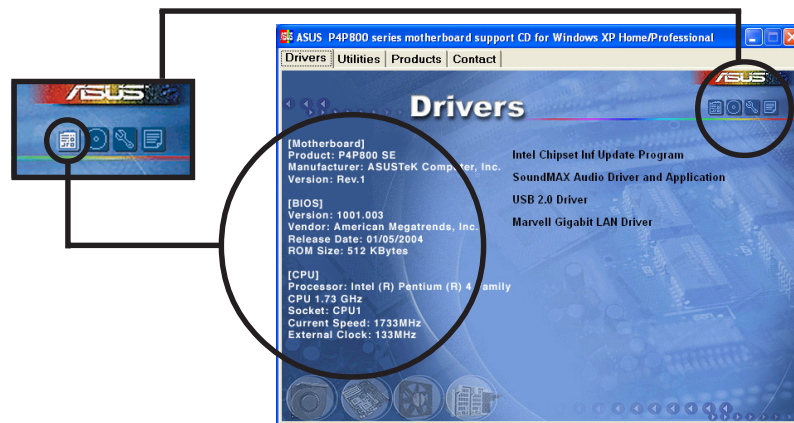 ASUS
ASUS P4P800 series motherboard support CD for Windows XP Home/Professional
Drivers Utilities Products Contact
ASUS
Drivers
[Motherboard]
Product: P4P800 SE
Manufacturer: ASUSTeK Computer, Inc.
Version: Rev.1
[BIOS]
Version: 1001.003
Vendor: American Megatrends, Inc.
Release Date: 01/05/2004
ROM Size: 512 KBytes
[CPU]
Processor: Intel (R) Pentium (R) 4 Family
CPU 1.73 GHz
Socket: CPU1
Current Speed: 1733MHz
External Clock: 133MHz
Intel Chipset Inf Update Program
SoundMAX Audio Driver and Application
USB 2.0 Driver
Marvell Gigabit LAN Driver